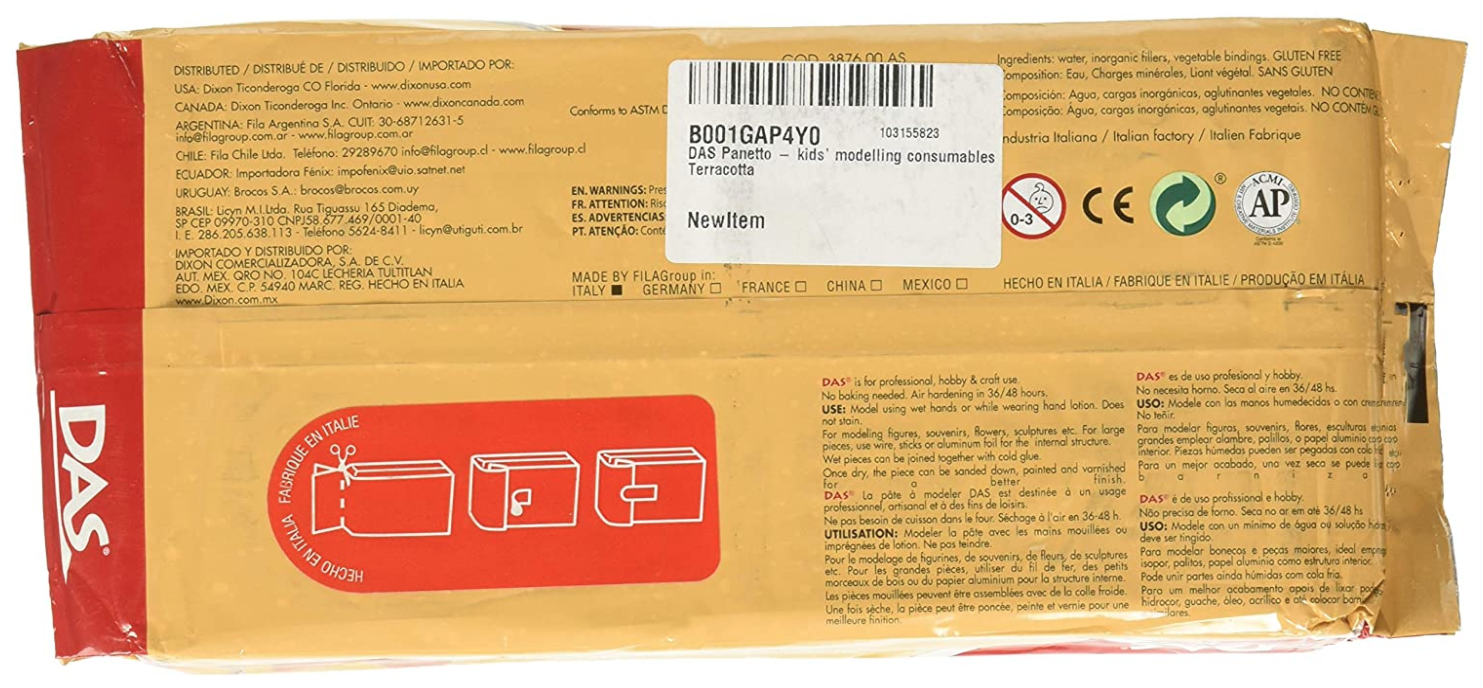 DISTRIBUTED / DISTRIBUÉ DE / DISTRIBUIDO / IMPORTADO POR:
USA: Dixon Ticonderoga CO Florida - www.dixonusa.com
CANADA: Dixon Ticonderoga Inc. Ontario - www.dixoncanada.com
ARGENTINA: Fila Argentina S.A. CUIT: 30-68712631-5
info@filagroup.com.ar - www.filagroup.com.ar
CHILE: Fila Chile Ltda. Teléfono: 29289670 info@filagroup.cl - www.filagroup.cl
ECUADOR: Importadora Fénix: impofenix@uio.satnet.net
URUGUAY: Brocos S.A.: brocos@brocos.com.uy
BRASIL: Licyn M.I.Ltda. Rua Tiguassu 165 Diadema,
SP CEP 09970-310 CNPJ58.677.469/0001-40
I. E. 286.205.638.113 - Teléfono 5624-8411 - licyn@utiguti.com.br
IMPORTADO Y DISTRIBUIDO POR:
DIXON COMERCIALIZADORA, S.A. DE C.V.
AUT. MEX. QRO NO. 104C LECHERIA TULTITLAN
EDO. MEX. C.P. 54940 MARC. REG. HECHO EN ITALIA
www.Dixon.com.mx
Conforms to ASTM D
EN. WARNINGS:
FR. ATTENTION:
ES. ADVERTENCIAS
PT. ATENÇÃO:
MADE BY FILAGroup in:
ITALY ■ GERMANY □ FRANCE □ CHINA □ MEXICO □
COD. 3876 00 AS
B001GAP4Y0 103155823
DAS Panetto – kids' modelling consumables
Terracotta
NewItem
Ingredients: water, inorganic fillers, vegetable bindings. GLUTEN FREE
omposition: Eau, Charges minérales, Liant végétal. SANS GLUTEN
omposición: Agua, cargas inorgánicas, aglutinantes vegetales. NO CONTIE
omposição: Água, cargas inorgánicas, aglutinantes vegetais. NO CONTÉM G
ndustria Italiana / Italian factory / Italien Fabrique
0-3
CE
®
ACMI
AP
HECHO EN ITALIA / FABRIQUE EN ITALIE / PRODUÇÃO EM ITÁLIA
DAS®
HECHO EN ITALIA FABRIQUE EN ITALIE
DAS® is for professional, hobby & craft use.
No baking needed. Air hardening in 36/48 hours.
USE: Model using wet hands or while wearing hand lotion. Does
not stain.
For modeling figures, souvenirs, flowers, sculptures etc. For large
pieces, use wire, sticks or aluminum foil for the internal structure.
Wet pieces can be joined together with cold glue.
Once dry, the piece can be sanded down, painted and varnished
for a better finish.
DAS® La pâte à modeler DAS est destinée à un usage
professionnel, artisanal et à des fins de loisirs.
Ne pas besoin de cuisson dans le four. Séchage à l'air en 36-48 h.
UTILISATION: Modeler la pâte avec les mains mouillées ou
imprégnées de lotion. Ne pas teindre.
Pour le modelage de figurines, de souvenirs, de fleurs, de sculptures
etc. Pour les grandes pièces, utiliser du fil de fer, des petits
morceaux de bois ou du papier aluminium pour la structure interne.
Les pièces mouillées peuvent être assemblées avec de la colle froide.
Une fois sèche, la pièce peut être poncée, peinte et vernie pour une
meilleure finition.
DAS® es de uso profesional y hobby.
No necesita horno. Seca al aire en 36/48 hs.
USO: Modele con las manos humedecidas o con
No teñir.
Para modelar figuras, souvenirs, flores, esculturas
grandes emplear alambre, palillos, o papel aluminio
interior. Piezas húmedas pueden ser pegadas con
Para un mejor acabado, una vez seca se puede
b a r n i z a
DAS® é de uso profissional e hobby.
Não precisa de forno. Seca no ar em até 36/48 hs
USO: Modele com un mínimo de água ou solução
deve ser tingido.
Para modelar bonecos e peças maiores, ideal
isopor, palitos, papel aluminio como estrutura interior.
Pode unir partes ainda húmidas com cola fria.
Para um melhor acabamento apois de lixar
hidrocor, guache, óleo, acrílico e até colocar